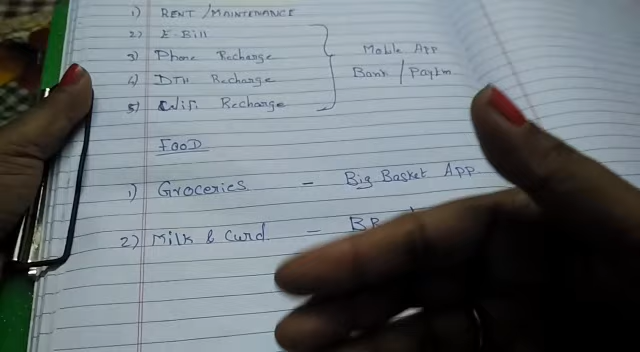 1) RENT / MAINTENANCE
2) E-Bill
3) Phone Recharge
4) DTH Recharge
5) Wifi Recharge
Mobile App
Bank / Paytm
FOOD
1) Groceries - Big Basket App
2) Milk & Curd -